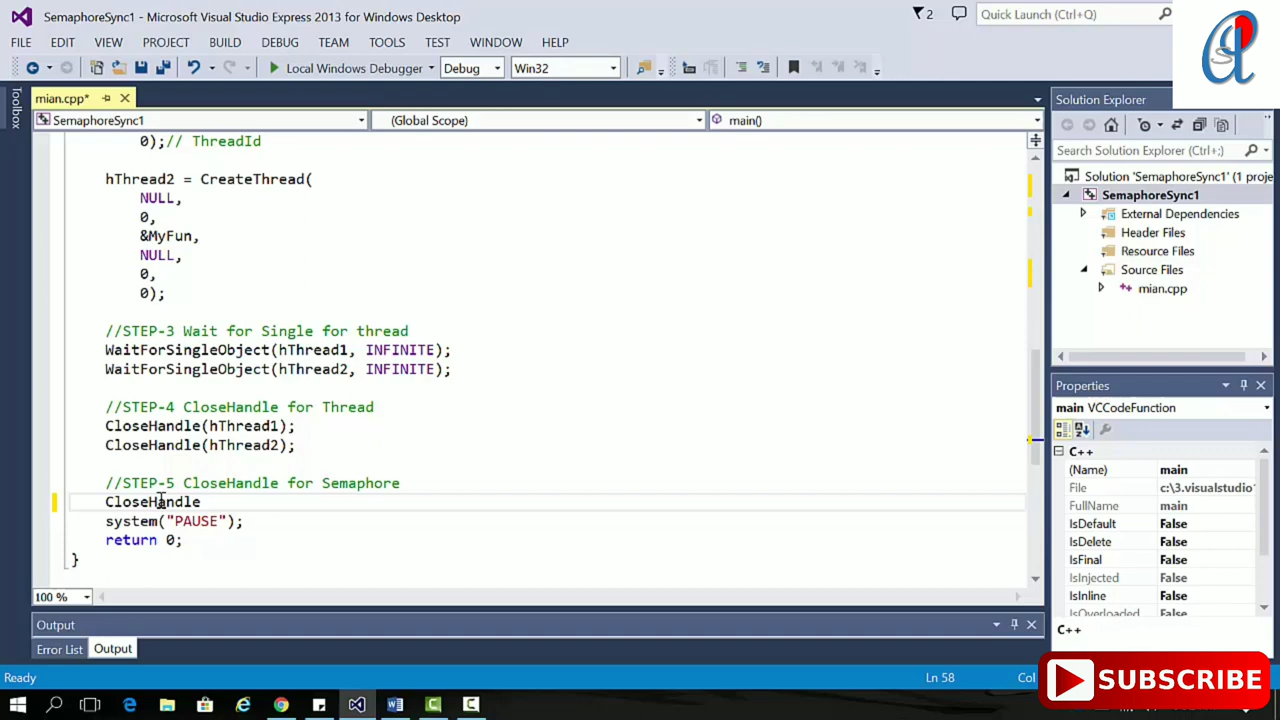 SemaphoreSync1 - Microsoft Visual Studio Express 2013 for Windows Desktop
2
Quick Launch (Ctrl+;)
FILE EDIT VIEW PROJECT BUILD DEBUG TEAM TOOLS TEST WINDOW HELP
Local Windows Debugger Debug Win32
Toolbox
mian.cpp*
SemaphoreSync1 (Global Scope) main()
0);// ThreadId
hThread2 = CreateThread(
NULL,
0,
&MyFun,
NULL,
0,
0);
//STEP-3 Wait for Single for thread
WaitForSingleObject(hThread1, INFINITE);
WaitForSingleObject(hThread2, INFINITE);
//STEP-4 CloseHandle for Thread
CloseHandle(hThread1);
CloseHandle(hThread2);
//STEP-5 CloseHandle for Semaphore
CloseHandle
system("PAUSE");
return 0;
}
100 %
Output
Error List Output
Solution Explorer
Search Solution Explorer (Ctrl+;)
Solution 'SemaphoreSync1' (1 proje
SemaphoreSync1
External Dependencies
Header Files
Resource Files
Source Files
mian.cpp
Properties
main VCCodeFunction
C++
(Name) main
File c:\3.visualstudio
FullName main
IsDefault False
IsDelete False
IsFinal False
IsInjected False
IsInline False
IsOverloaded False
C++
Ready Ln 58 Col
SUBSCRIBE